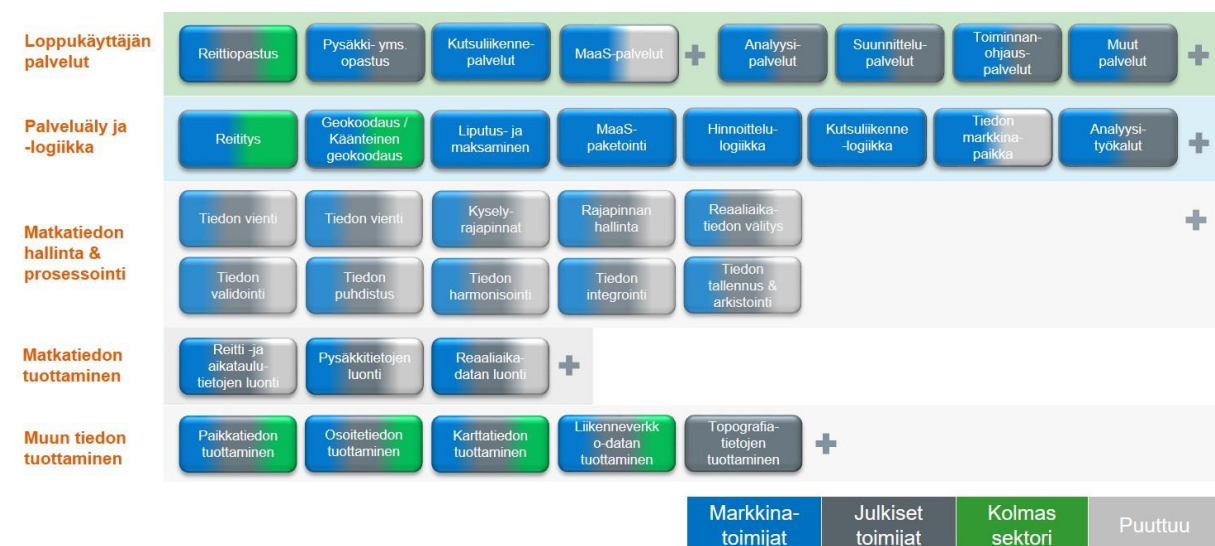 Loppukäyttäjän
palvelut
Reittiopastus
Pysäkki- yms.
opastus
Kutsuliikenne-
palvelut
MaaS-palvelut
Analyysi-
palvelut
Suunnittelu-
palvelut
Toiminnan-
ohjaus-
palvelut
Muut
palvelut
Palveluäly ja
-logiikka
Reititys
Geokoodaus /
Käänteinen
geokoodaus
Liputus- ja
maksaminen
MaaS-
paketointi
Hinnoittelu-
logiikka
Kutsuliikenne
-logiikka
Tiedon
markkina-
paikka
Analyysi-
työkalut
Matkatiedon
hallinta &
prosessointi
Tiedon vienti
Tiedon vienti
Kysely-
rajapinnat
Rajapinnan
hallinta
Reaaliaika-
tiedon välitys
Tiedon
validointi
Tiedon
puhdistus
Tiedon
harmonisointi
Tiedon
integrointi
Tiedon
tallennus &
arkistointi
Matkatiedon
tuottaminen
Reitti -ja
aikataulu-
tietojen luonti
Pysäkkitietojen
luonti
Reaaliaika-
datan luonti
Muun tiedon
tuottaminen
Paikkatiedon
tuottaminen
Osoitetiedon
tuottaminen
Karttatiedon
tuottaminen
Liikenneverkk
o-datan
tuottaminen
Topografia-
tietojen
tuottaminen
Markkina-
toimijat
Julkiset
toimijat
Kolmas
sektori
Puuttuu